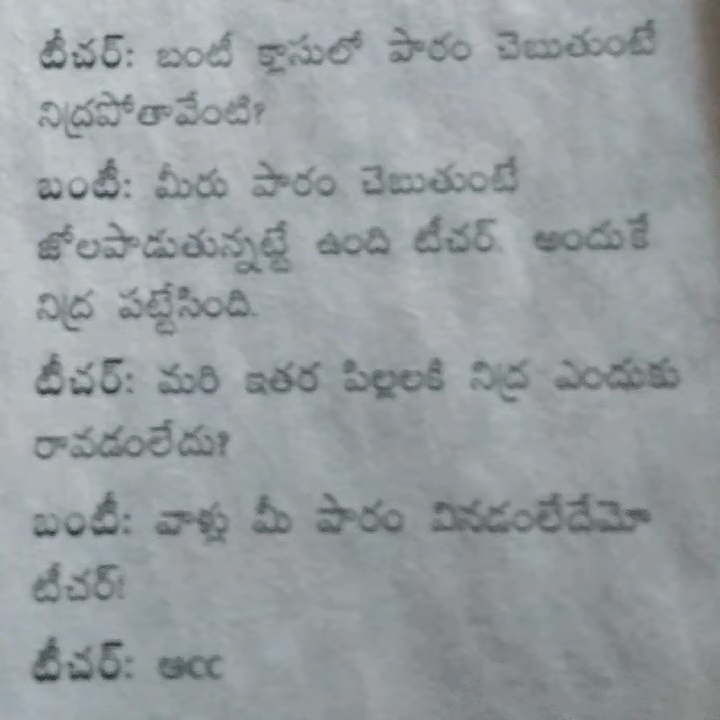 టీచర్: బంటీ క్లాసులో పాఠం చెబుతుంటే
నిద్రపోతావేంటి?
బంటీ: మీరు పాఠం చెబుతుంటే
జోలపాడుతున్నట్టే ఉంది టీచర్. అందుకే
నిద్ర పట్టేసింది.
టీచర్: మరి ఇతర పిల్లలకి నిద్ర ఎందుకు
రావడంలేదు?
బంటీ: వాళ్లు మీ పాఠం వినడంలేదేమో
టీచర్!
టీచర్: ఆఁఁ